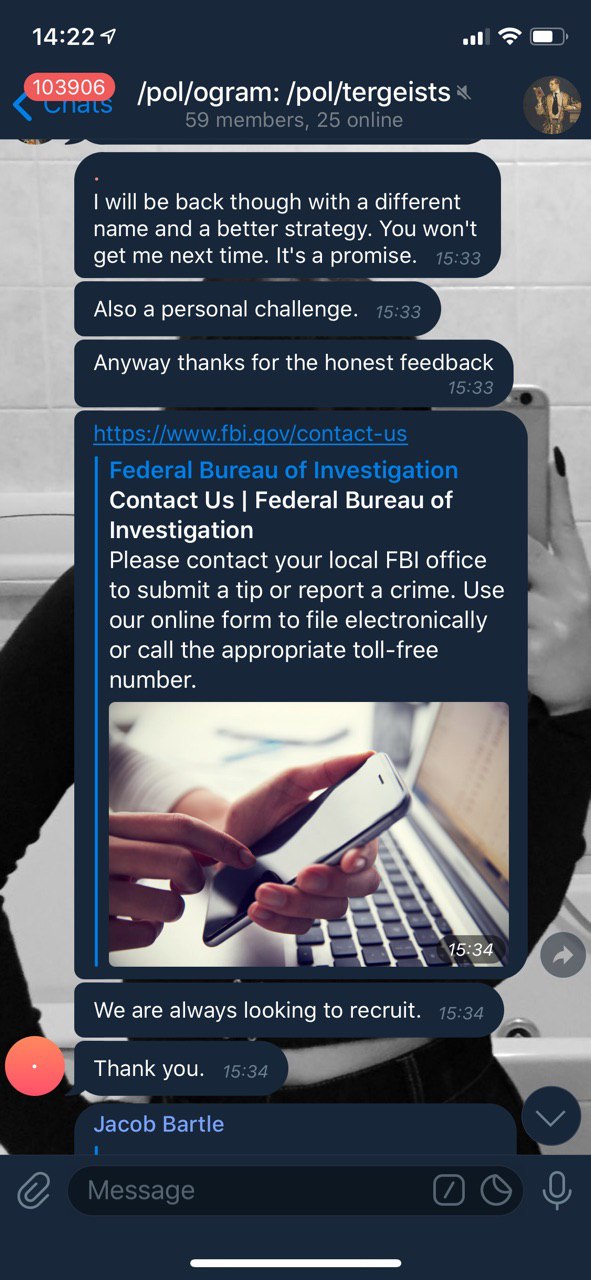 14:22
103906
Chats
/pol/ogram: /pol/tergeists
59 members, 25 online
.
I will be back though with a different
name and a better strategy. You won't
get me next time. It's a promise. 15:33
Also a personal challenge. 15:33
Anyway thanks for the honest feedback
15:33
https://www.fbi.gov/contact-us
Federal Bureau of Investigation
Contact Us | Federal Bureau of
Investigation
Please contact your local FBI office
to submit a tip or report a crime. Use
our online form to file electronically
or call the appropriate toll-free
number.
15:34
We are always looking to recruit. 15:34
Thank you. 15:34
Jacob Bartle
Message